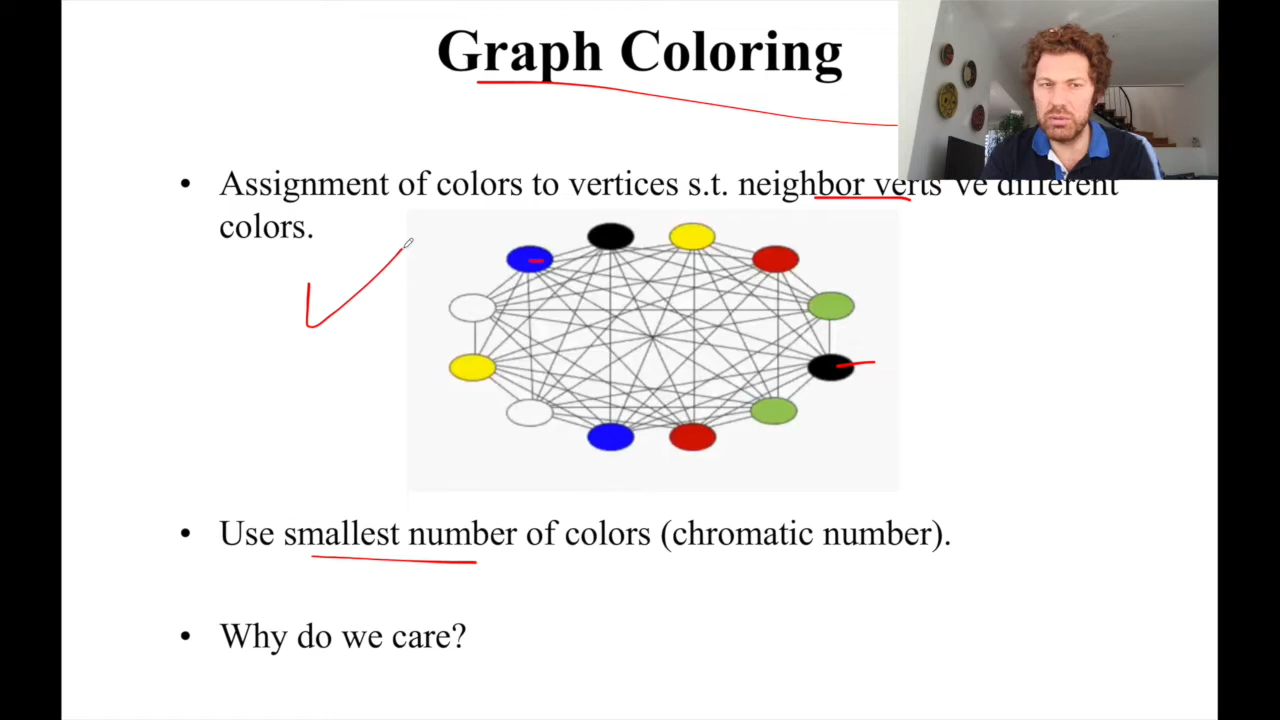 Graph Coloring
• Assignment of colors to vertices s.t. neighbor verts 've different
colors.
• Use smallest number of colors (chromatic number).
• Why do we care?